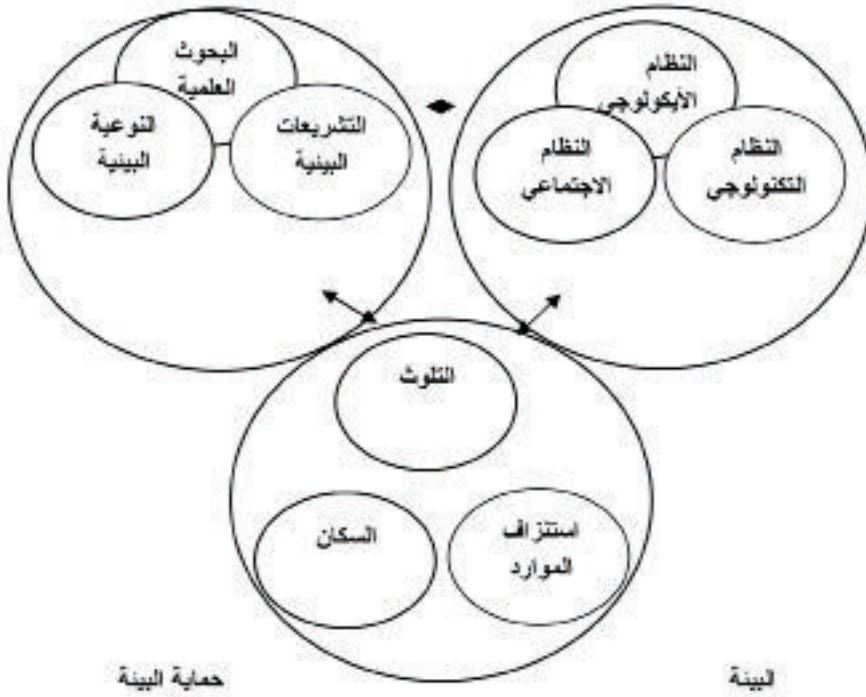 النظام
الأيكولوجي
النظام
التكنولوجي
النظام
الاجتماعي
البحوث
العلمية
التشريعات
البيئية
النوعية
البيئية
التلوث
استنزاف
الموارد
السكان
البيئة
حماية البيئة